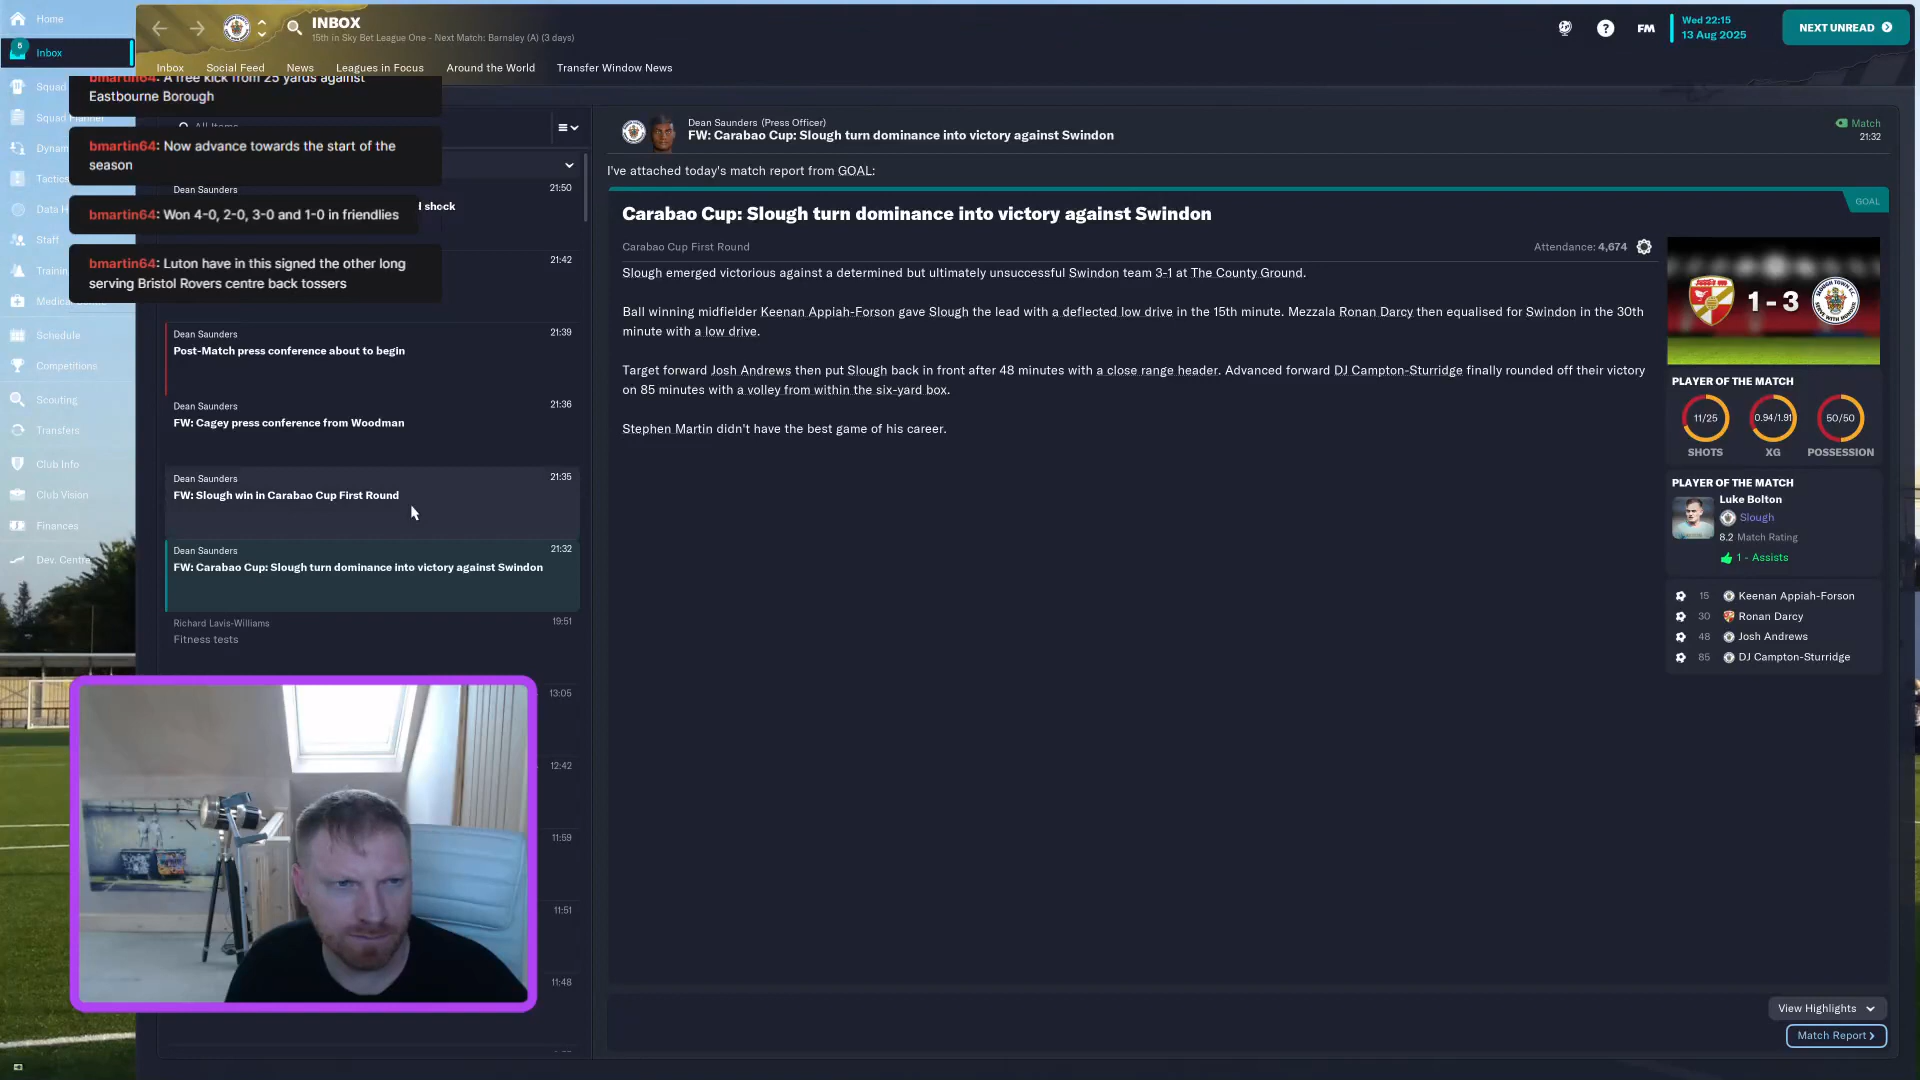 Home
INBOX
15th in Sky Bet League One - Next Match: Barnsley (A) (3 days)
FM
Wed 22:15
13 Aug 2025
NEXT UNREAD
6
Inbox
Inbox
Social Feed
News
Leagues in Focus
Around the World
Transfer Window News
Squad
Squad Planner
Tactics
Staff
Schedule
Competitions
Scouting
Transfers
Club Info
Club Vision
Finances
Dev. Centre
bmartin64: A free kick from 25 yards against
Eastbourne Borough
All Items
bmartin64: Now advance towards the start of the
season
bmartin64: Won 4-0, 2-0, 3-0 and 1-0 in friendlies
bmartin64: Luton have in this signed the other long
serving Bristol Rovers centre back tossers
Dean Saunders
21:50
d shock
21:42
Dean Saunders
21:39
Post-Match press conference about to begin
Dean Saunders
21:36
FW: Cagey press conference from Woodman
Dean Saunders
21:35
FW: Slough win in Carabao Cup First Round
Dean Saunders
21:32
FW: Carabao Cup: Slough turn dominance into victory against Swindon
Richard Lavis-Williams
19:51
Fitness tests
13:05
12:42
11:59
11:51
11:48
Dean Saunders (Press Officer)
FW: Carabao Cup: Slough turn dominance into victory against Swindon
Match
21:32
I've attached today's match report from GOAL:
GOAL
Carabao Cup: Slough turn dominance into victory against Swindon
Carabao Cup First Round
Attendance: 4,674
Slough emerged victorious against a determined but ultimately unsuccessful Swindon team 3-1 at The County Ground.
Ball winning midfielder Keenan Appiah-Forson gave Slough the lead with a deflected low drive in the 15th minute. Mezzala Ronan Darcy then equalised for Swindon in the 30th
minute with a low drive.
Target forward Josh Andrews then put Slough back in front after 48 minutes with a close range header. Advanced forward DJ Campton-Sturridge finally rounded off their victory
on 85 minutes with a volley from within the six-yard box.
Stephen Martin didn't have the best game of his career.
1 - 3
PLAYER OF THE MATCH
11/25
0.94/1.91
50/50
SHOTS
XG
POSSESSION
PLAYER OF THE MATCH
Luke Bolton
Slough
8.2 Match Rating
1 - Assists
15 Keenan Appiah-Forson
30 Ronan Darcy
48 Josh Andrews
85 DJ Campton-Sturridge
View Highlights
Match Report